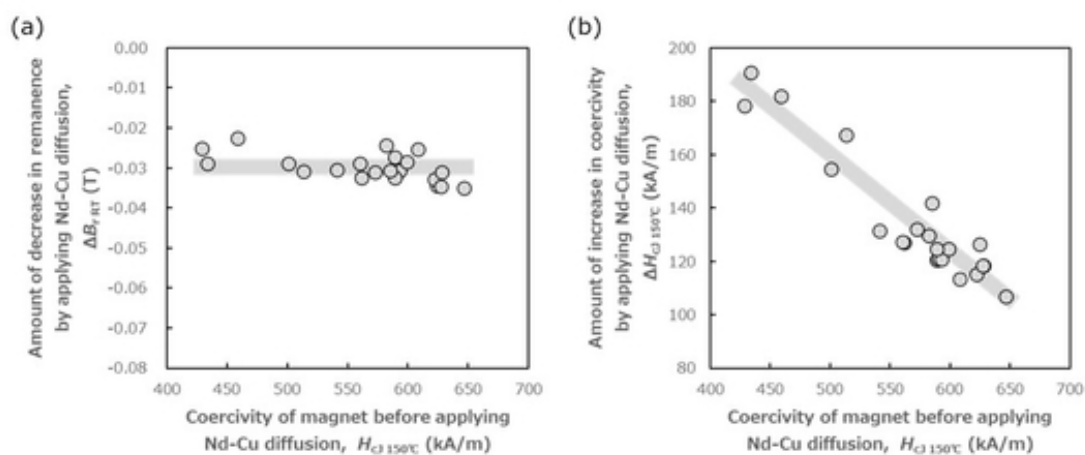 (a)
Amount of decrease in remanence
by applying Nd-Cu diffusion,
ΔBr RT (T)
0.00
-0.01
-0.02
-0.03
-0.04
-0.05
-0.06
-0.07
-0.08
400 450 500 550 600 650 700
Coercivity of magnet before applying
Nd-Cu diffusion, HcJ 150℃ (kA/m)
(b)
Amount of increase in coercivity
by applying Nd-Cu diffusion,
ΔHcJ 150℃ (kA/m)
200
180
160
140
120
100
80
400 450 500 550 600 650 700
Coercivity of magnet before applying
Nd-Cu diffusion, HcJ 150℃ (kA/m)